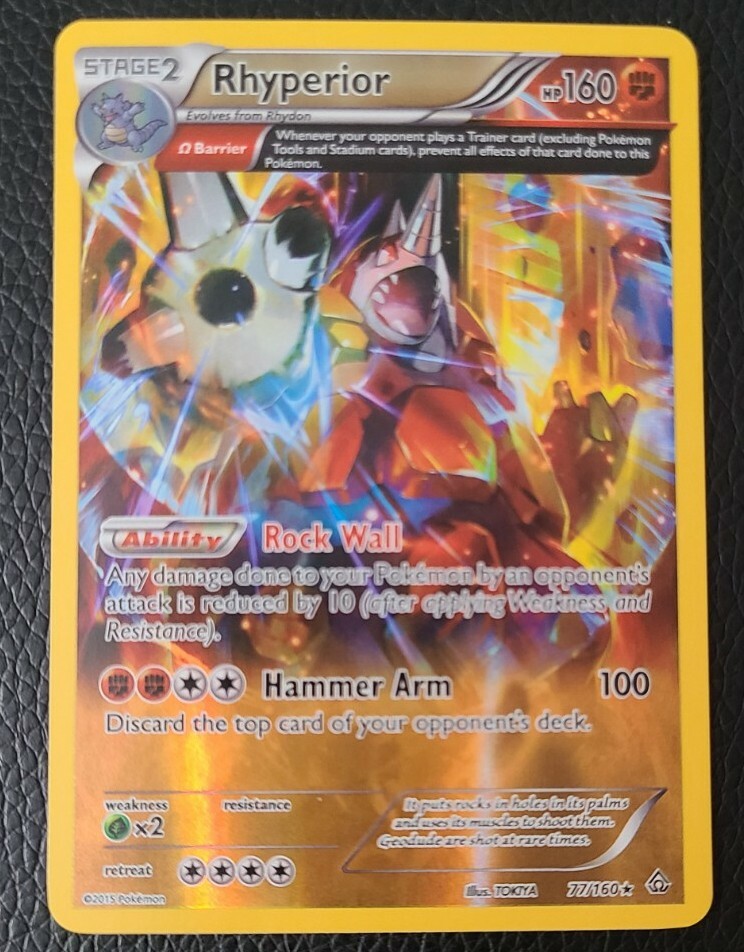 STAGE2 Rhyperior HP160
Evolves from Rhydon
Ω Barrier
Whenever your opponent plays a Trainer card (excluding Pokémon
Tools and Stadium cards), prevent all effects of that card done to this
Pokémon.
Ability Rock Wall
Any damage done to your Pokémon by an opponent's
attack is reduced by 10 (after applying Weakness and
Resistance).
Hammer Arm 100
Discard the top card of your opponent's deck.
weakness resistance
×2
It puts rocks in holes in its palms
and uses its muscles to shoot them.
Geodude are shot at rare times.
retreat
©2015 Pokémon
Illus. TOKIYA 77/160★